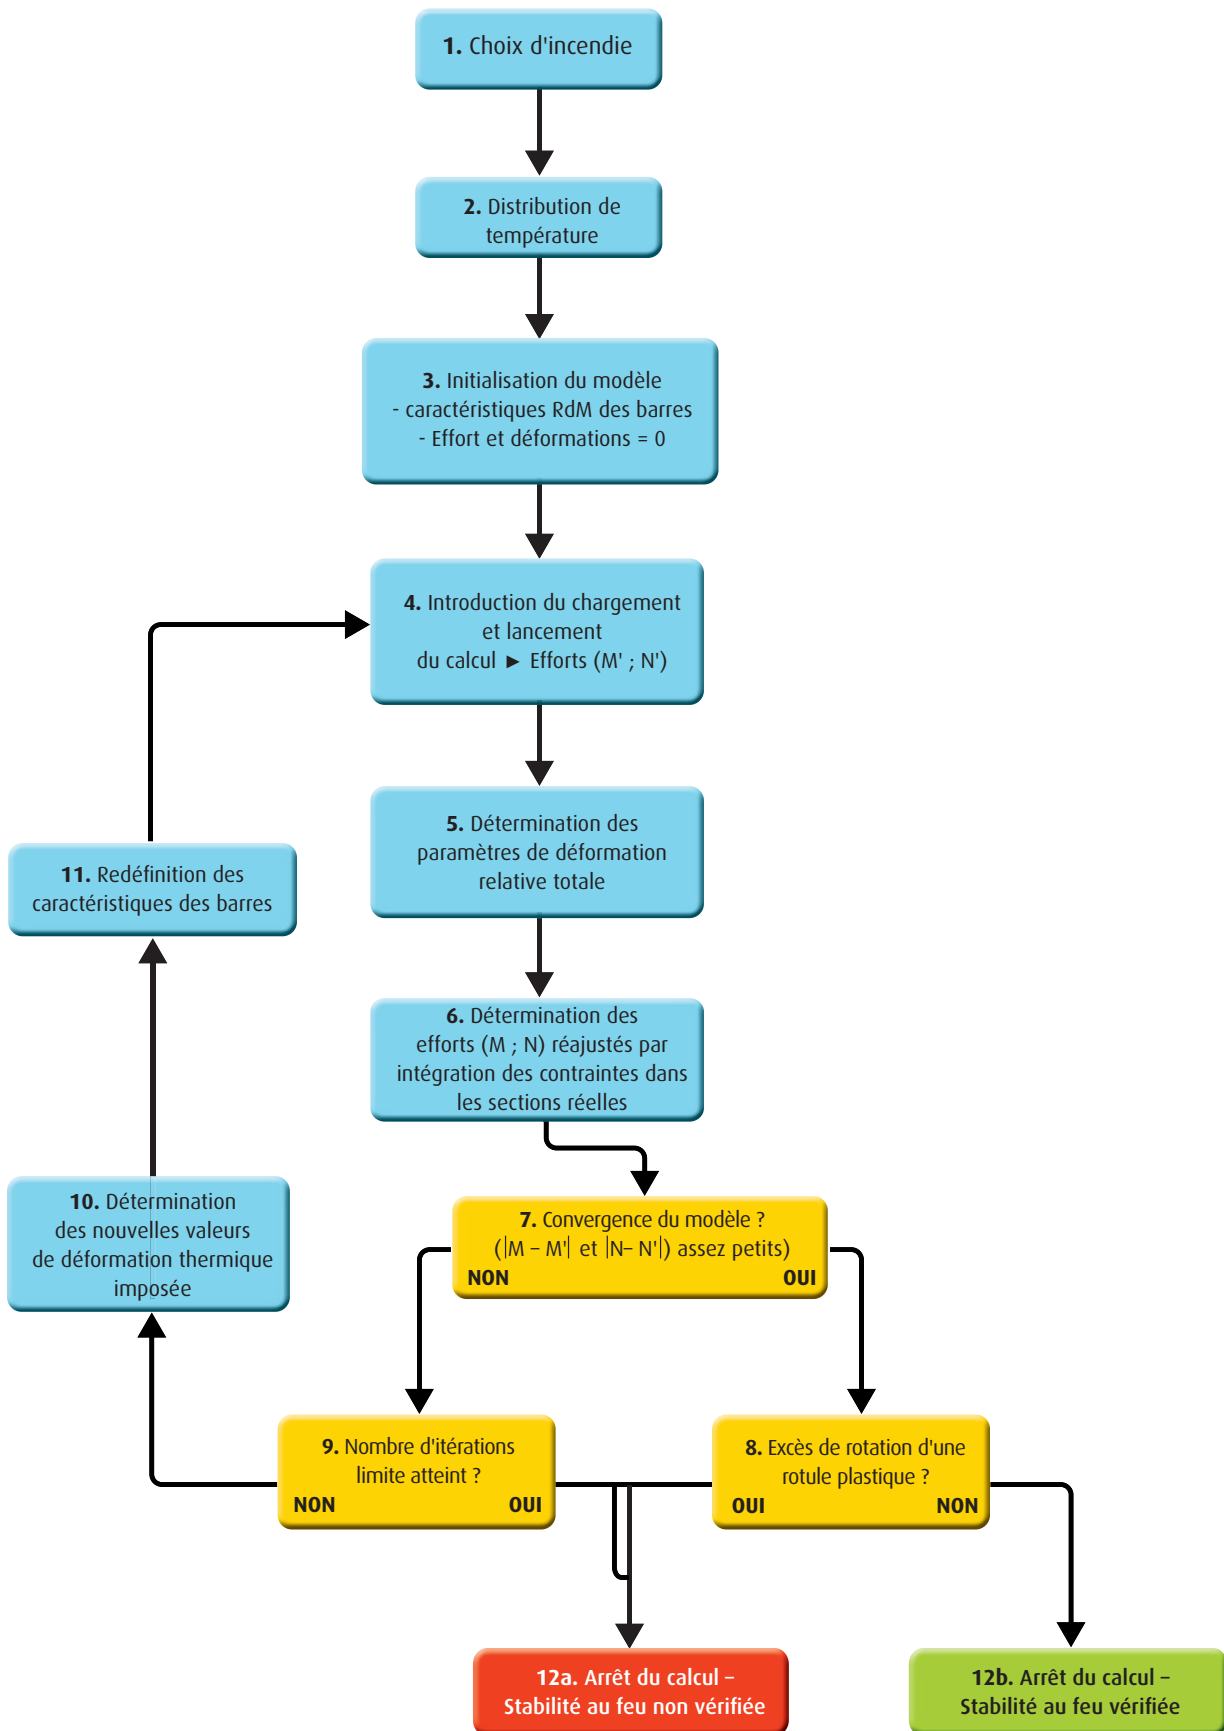 1. Choix d'incendie
2. Distribution de
température
3. Initialisation du modèle
- caractéristiques RdM des barres
- Effort et déformations = 0
4. Introduction du chargement
et lancement
du calcul ► Efforts (M' ; N')
5. Détermination des
paramètres de déformation
relative totale
11. Redéfinition des
caractéristiques des barres
6. Détermination des
efforts (M ; N) réajustés par
intégration des contraintes dans
les sections réelles
10. Détermination
des nouvelles valeurs
de déformation thermique
imposée
7. Convergence du modèle ?
(|M – M'| et |N– N'|) assez petits)
NON OUI
9. Nombre d'itérations
limite atteint ?
NON OUI
8. Excès de rotation d'une
rotule plastique ?
OUI NON
12a. Arrêt du calcul –
Stabilité au feu non vérifiée
12b. Arrêt du calcul –
Stabilité au feu vérifiée